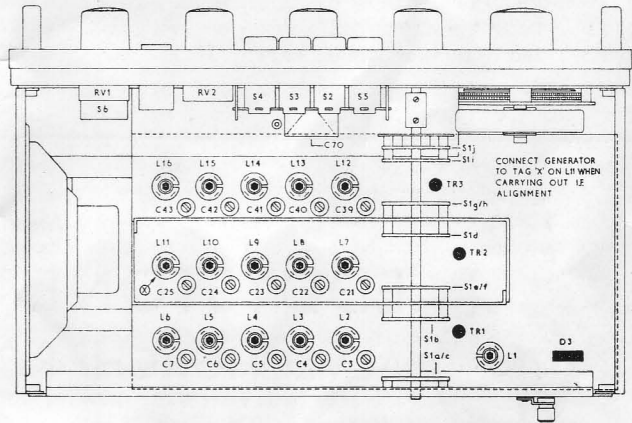 RV1
S6
RV2
S4 S3 S2 S5
C70
S1j
S1i
L16 L15 L14 L13 L12
CONNECT GENERATOR
TO TAG 'X' ON L11 WHEN
CARRYING OUT I.F.
ALIGNMENT
TR3
C43 C42 C41 C40 C39
S1g/h
S1d
L11 L10 L9 L8 L7
TR2
X
C25 C24 C23 C22 C21
S1e/f
L6 L5 L4 L3 L2
TR1
S1b
D3
S1a/c
L1
C7 C6 C5 C4 C3